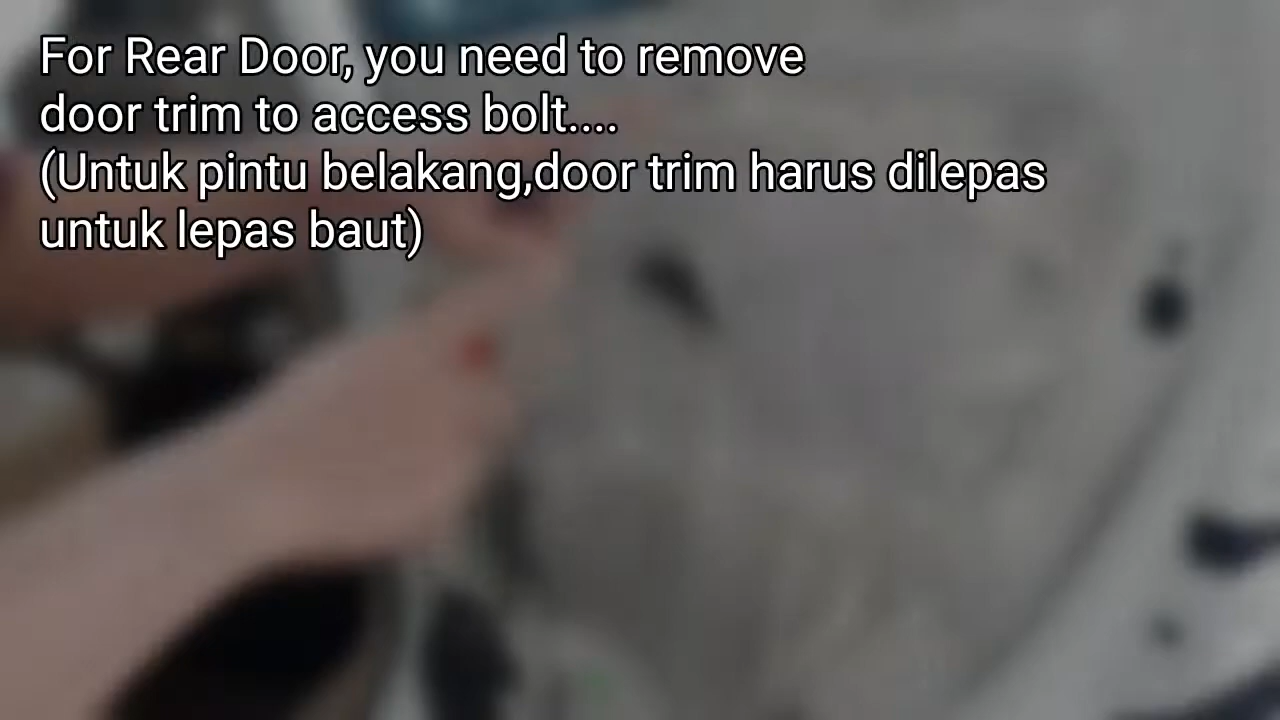 For Rear Door, you need to remove
door trim to access bolt....
(Untuk pintu belakang,door trim harus dilepas
untuk lepas baut)